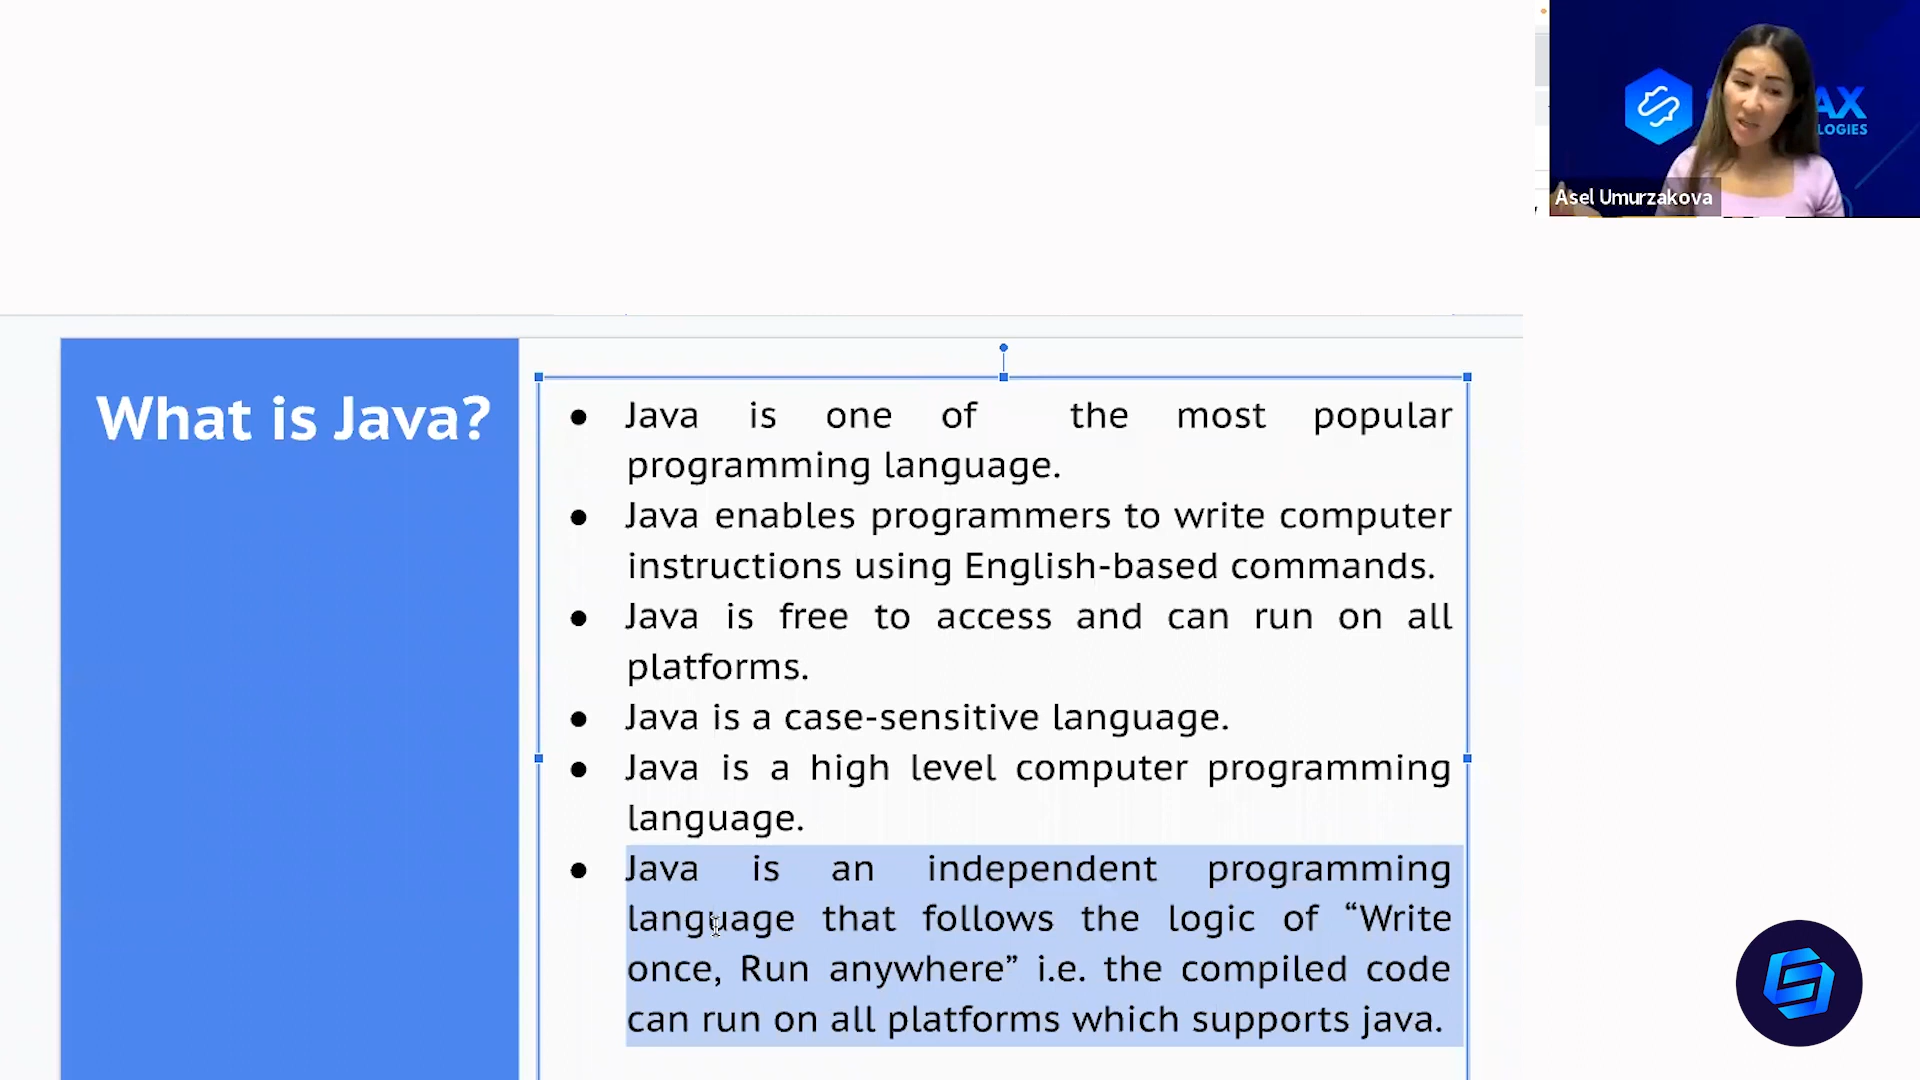 AX
LOGIES
Asel Umurzakova
What is Java?
● Java is one of the most popular
programming language.
● Java enables programmers to write computer
instructions using English-based commands.
● Java is free to access and can run on all
platforms.
● Java is a case-sensitive language.
● Java is a high level computer programming
language.
● Java is an independent programming
language that follows the logic of “Write
once, Run anywhere” i.e. the compiled code
can run on all platforms which supports java.